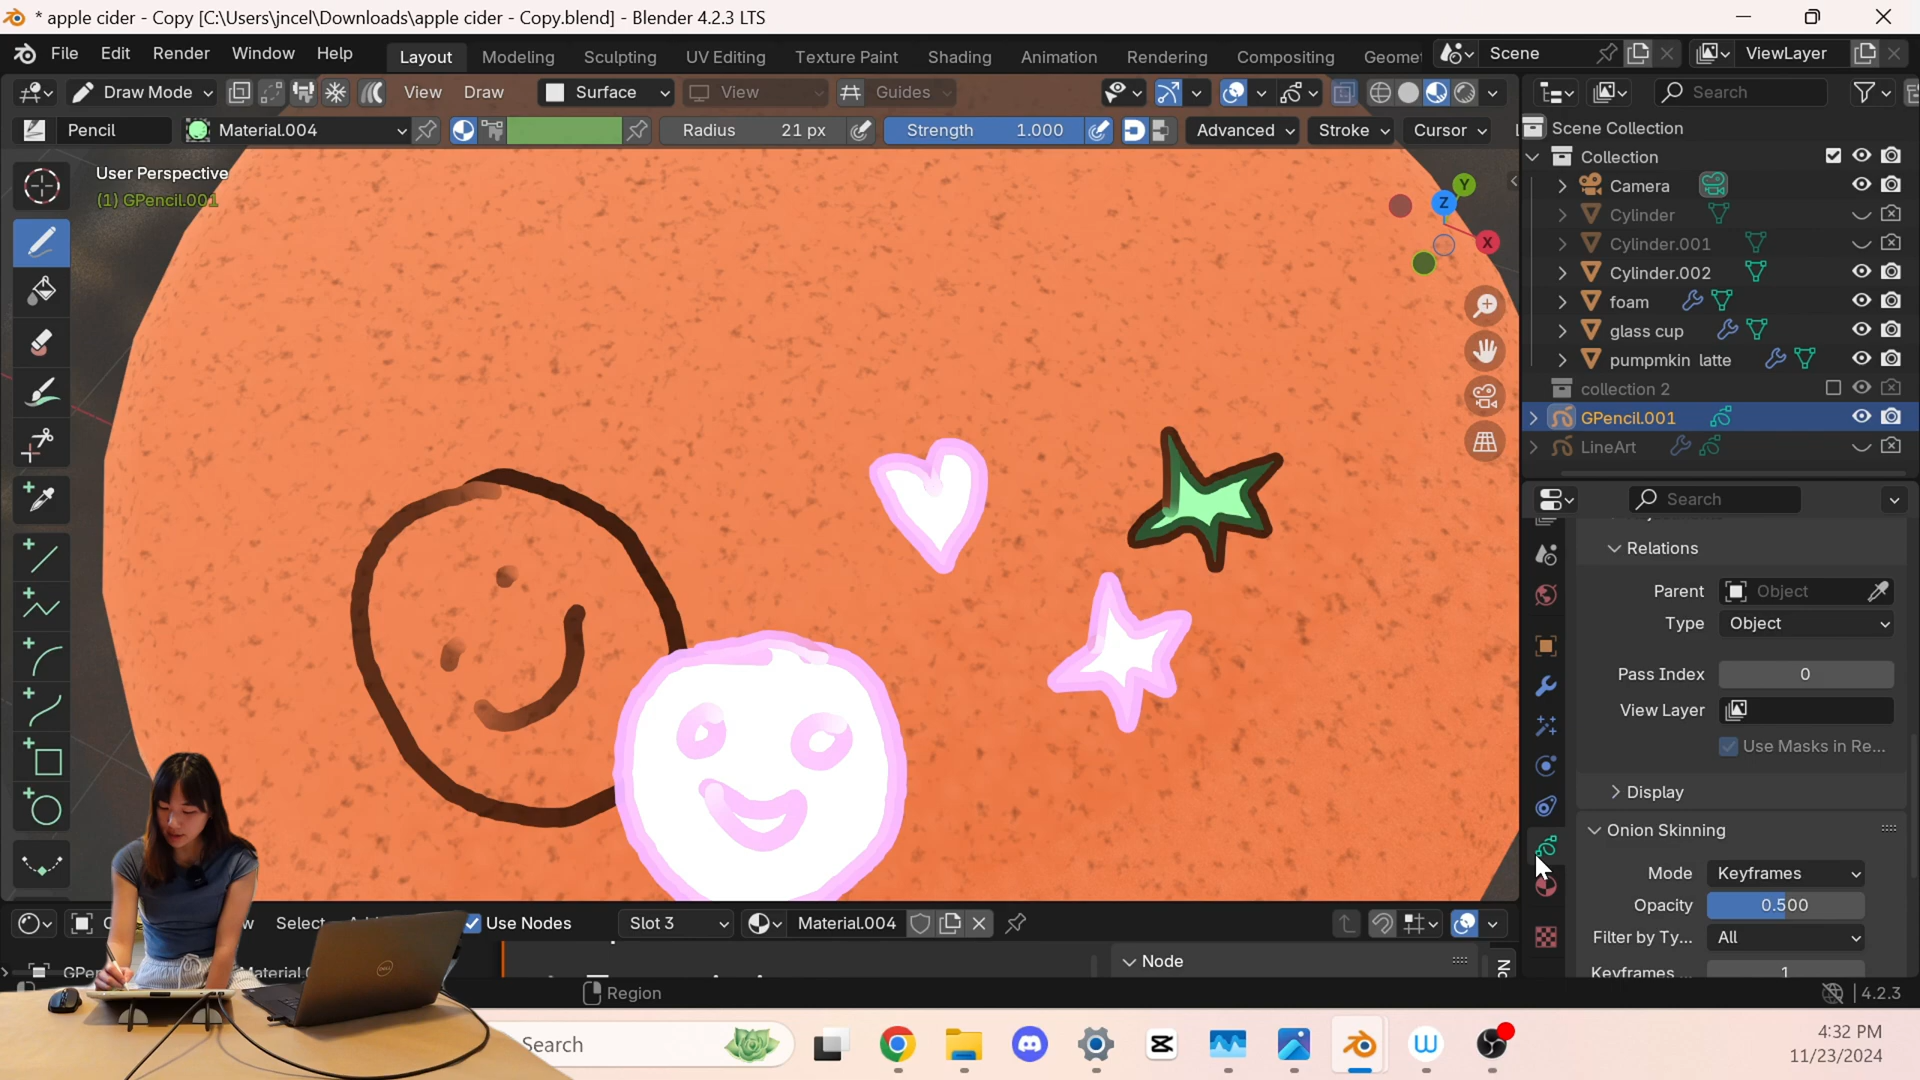 * apple cider - Copy [C:\Users\jncel\Downloads\apple cider - Copy.blend] - Blender 4.2.3 LTS
File Edit Render Window Help Layout Modeling Sculpting UV Editing Texture Paint Shading Animation Rendering Compositing Geomet Scene ViewLayer
Draw Mode View Draw Surface View Guides Search
Pencil Material.004 Radius 21 px Strength 1.000 Advanced Stroke Cursor
Scene Collection
Collection
Camera
Cylinder
Cylinder.001
Cylinder.002
foam
glass cup
pumpmkin latte
collection 2
GPencil.001
LineArt
User Perspective
(1) GPencil.001
Y
Z
X
Search
Relations
Parent Object
Type Object
Pass Index 0
View Layer
Use Masks in Re...
Display
Onion Skinning
Mode Keyframes
Opacity 0.500
Filter by Ty... All
Keyframes ... 1
Select Use Nodes Slot 3 Material.004
Node
Region
4.2.3
Search
4:32 PM
11/23/2024
DELL